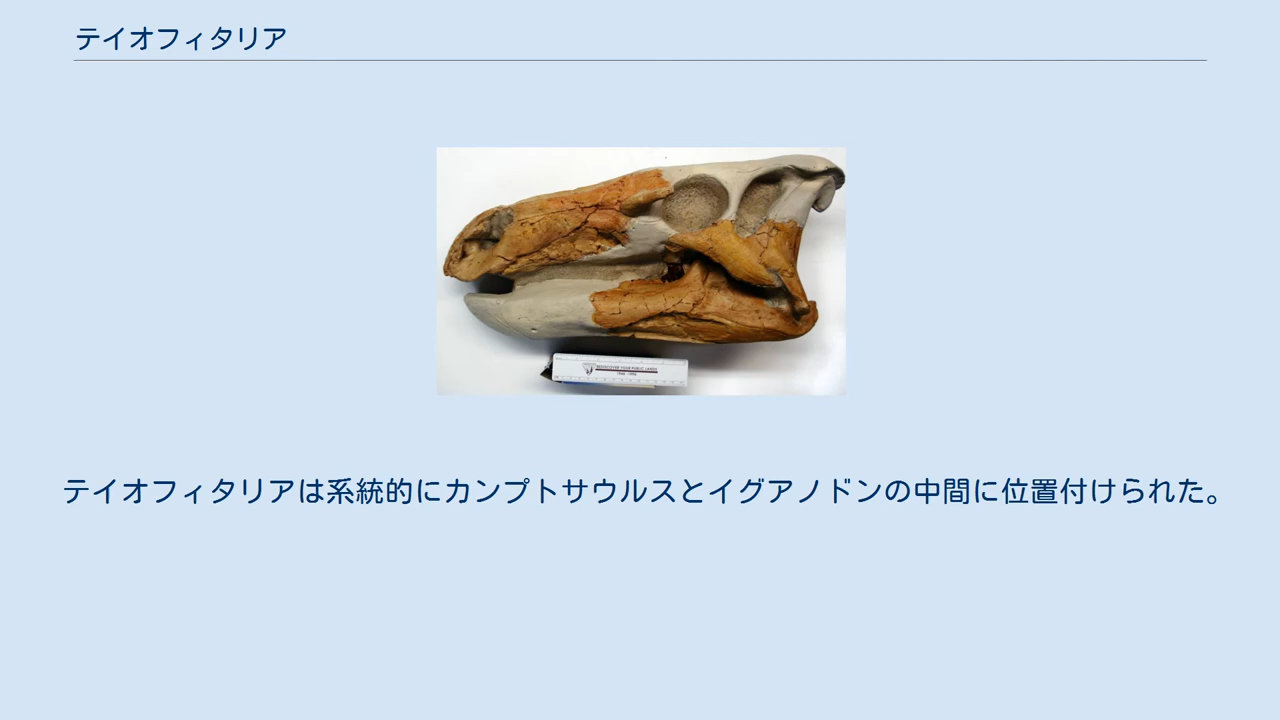 テイオフィタリア
テイオフィタリアは系統的にカンプトサウルスとイグアノドンの中間に位置付けられた。